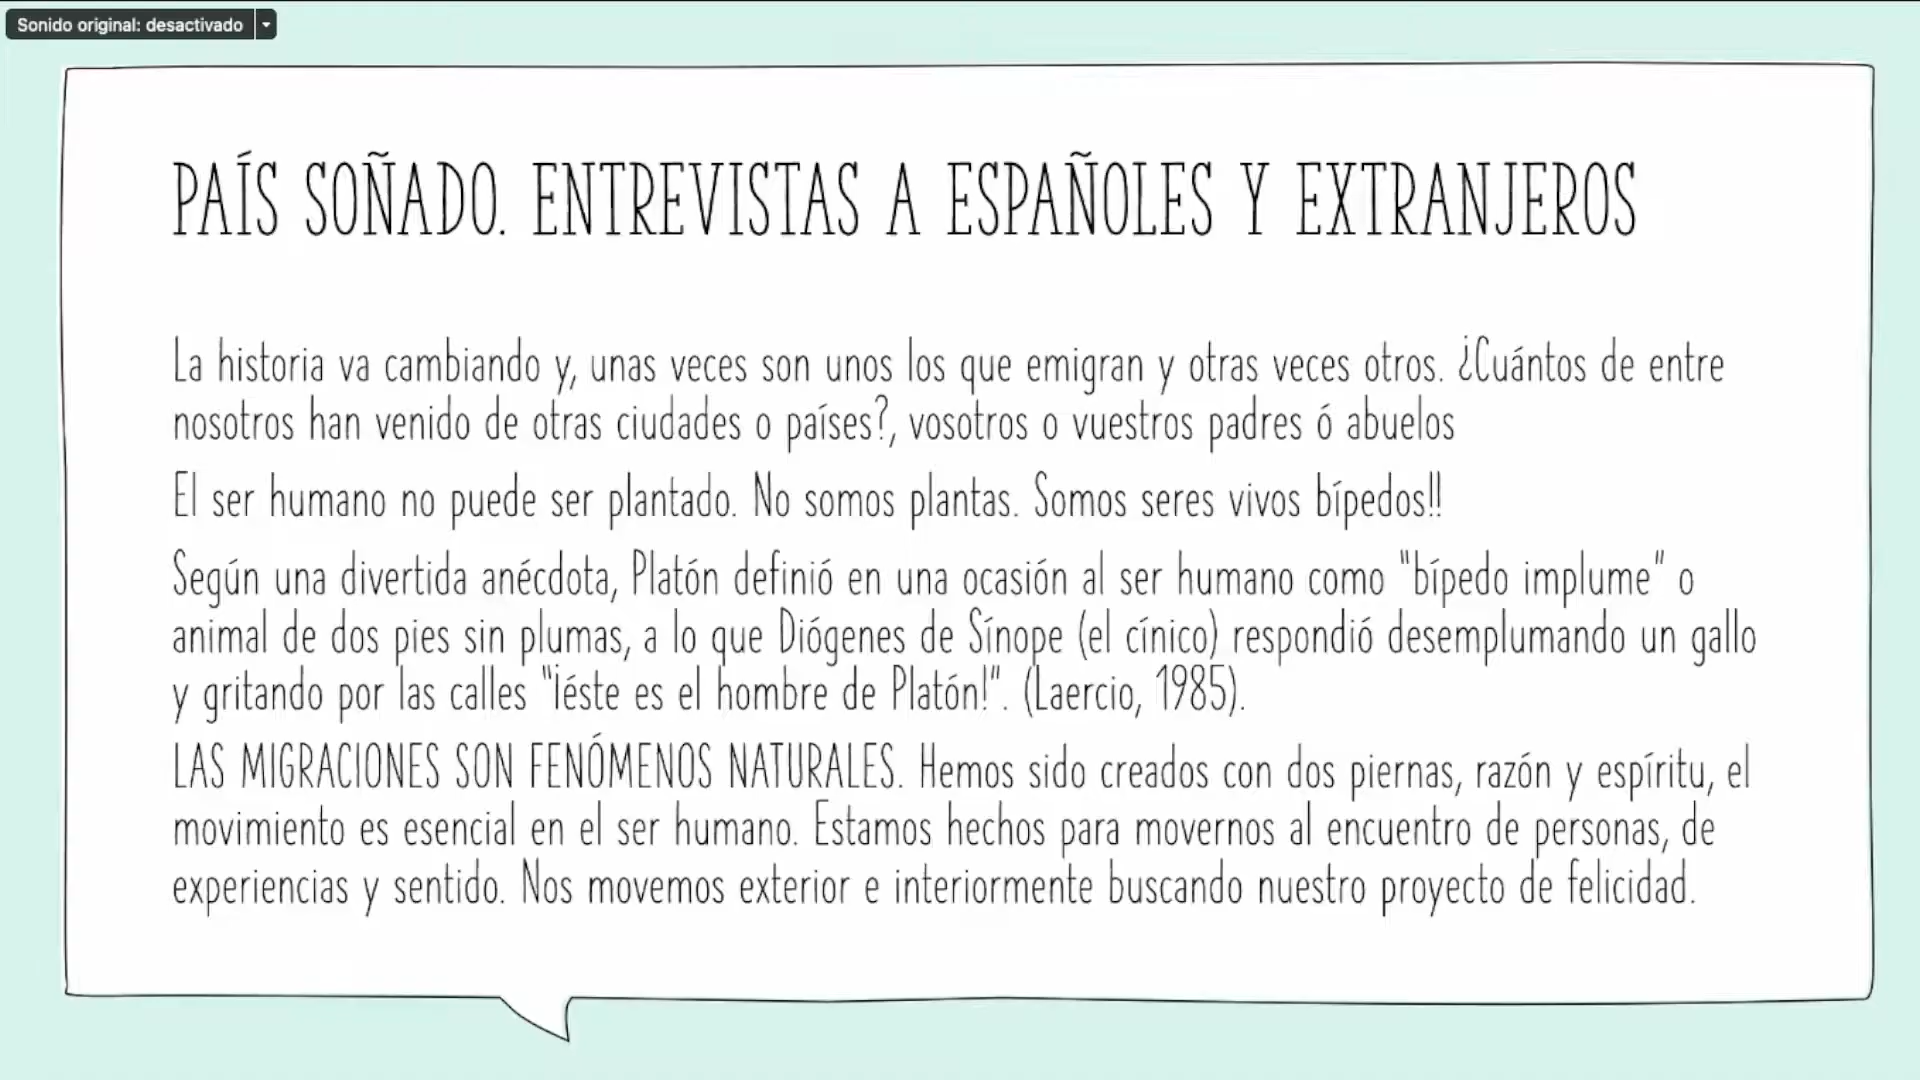 Sonido original: desactivado
PAÍS SOÑADO. ENTREVISTAS A ESPAÑOLES Y EXTRANJEROS
La historia va cambiando y, unas veces son unos los que emigran y otras veces otros. ¿Cuántos de entre
nosotros han venido de otras ciudades o países?, vosotros o vuestros padres ó abuelos
El ser humano no puede ser plantado. No somos plantas. Somos seres vivos bípedos!!
Según una divertida anécdota, Platón definió en una ocasión al ser humano como "bípedo implume" o
animal de dos pies sin plumas, a lo que Diógenes de Sínope (el cínico) respondió desemplumando un gallo
y gritando por las calles "¡éste es el hombre de Platón!". (Laercio, 1985).
LAS MIGRACIONES SON FENÓMENOS NATURALES. Hemos sido creados con dos piernas, razón y espíritu, el
movimiento es esencial en el ser humano. Estamos hechos para movernos al encuentro de personas, de
experiencias y sentido. Nos movemos exterior e interiormente buscando nuestro proyecto de felicidad.